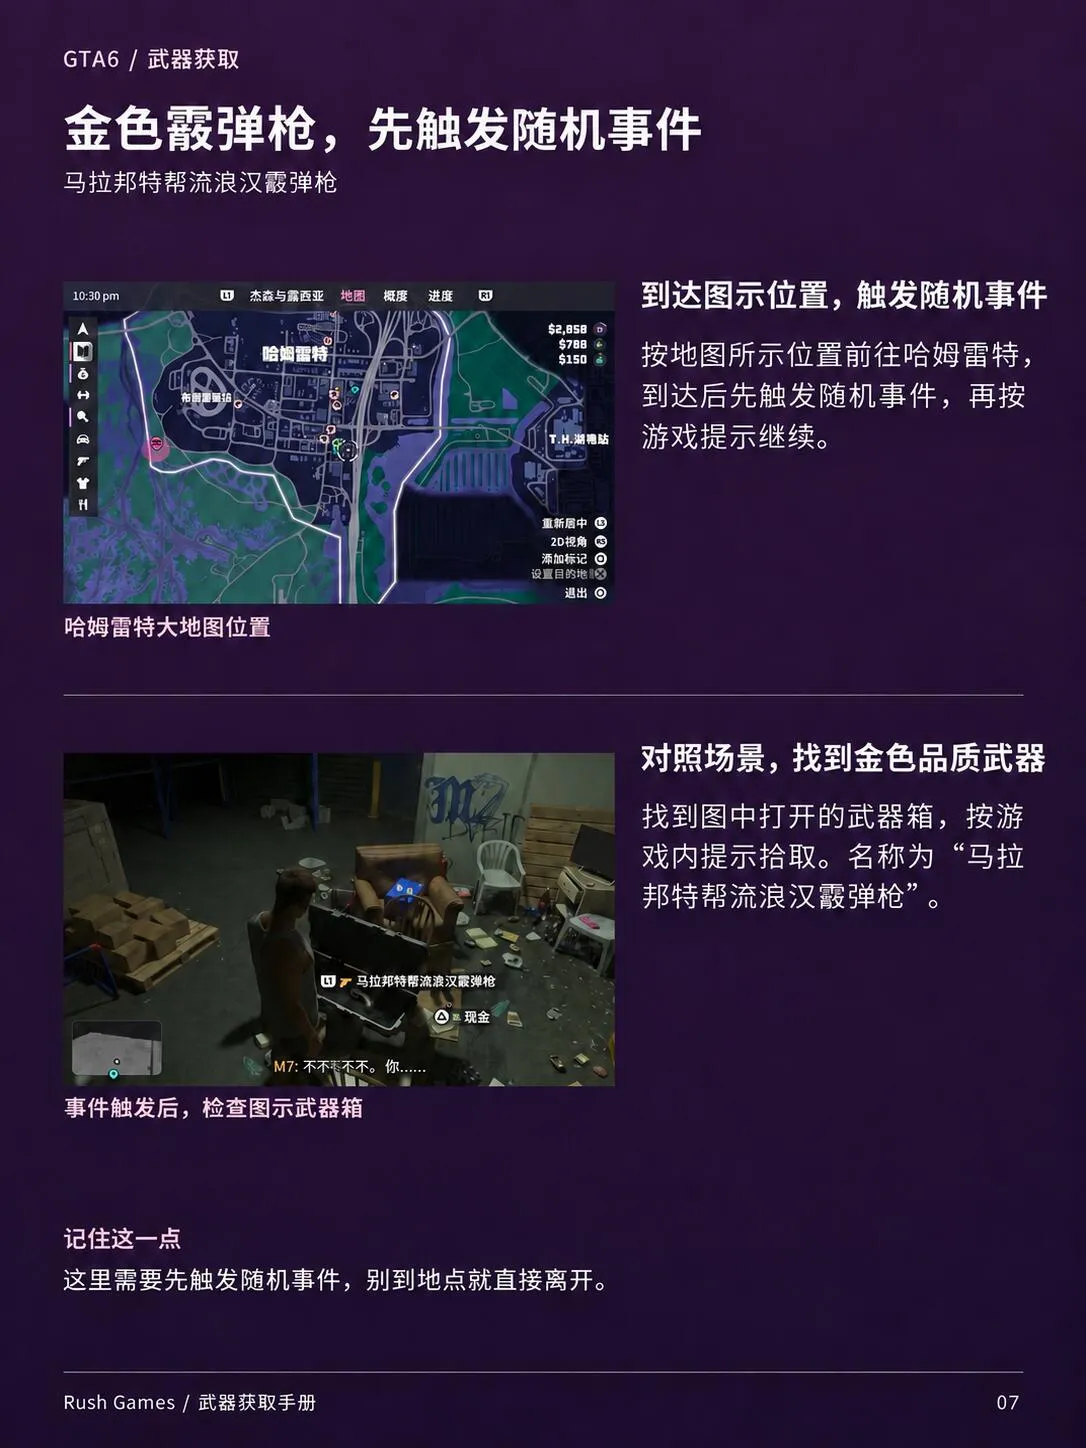 GTA6 / 武器获取
金色霰弹枪，先触发随机事件
马拉邦特帮流浪汉霰弹枪
到达图示位置，触发随机事件
按地图所示位置前往哈姆雷特，
到达后先触发随机事件，再按
游戏提示继续。
10:30 pm
L1 杰森与露西亚 地图 概度 进度 R1
$2,858
$788
$150
哈姆雷特
T.H.湖
重新居中 LS
2D视角 RS
添加标记
设置目的地
退出
哈姆雷特大地图位置
对照场景，找到金色品质武器
找到图中打开的武器箱，按游
戏内提示拾取。名称为“马拉
邦特帮流浪汉霰弹枪”。
L1 马拉邦特帮流浪汉霰弹枪
现金
M7: 不不不不。你……
事件触发后，检查图示武器箱
记住这一点
这里需要先触发随机事件，别到地点就直接离开。
Rush Games / 武器获取手册
07